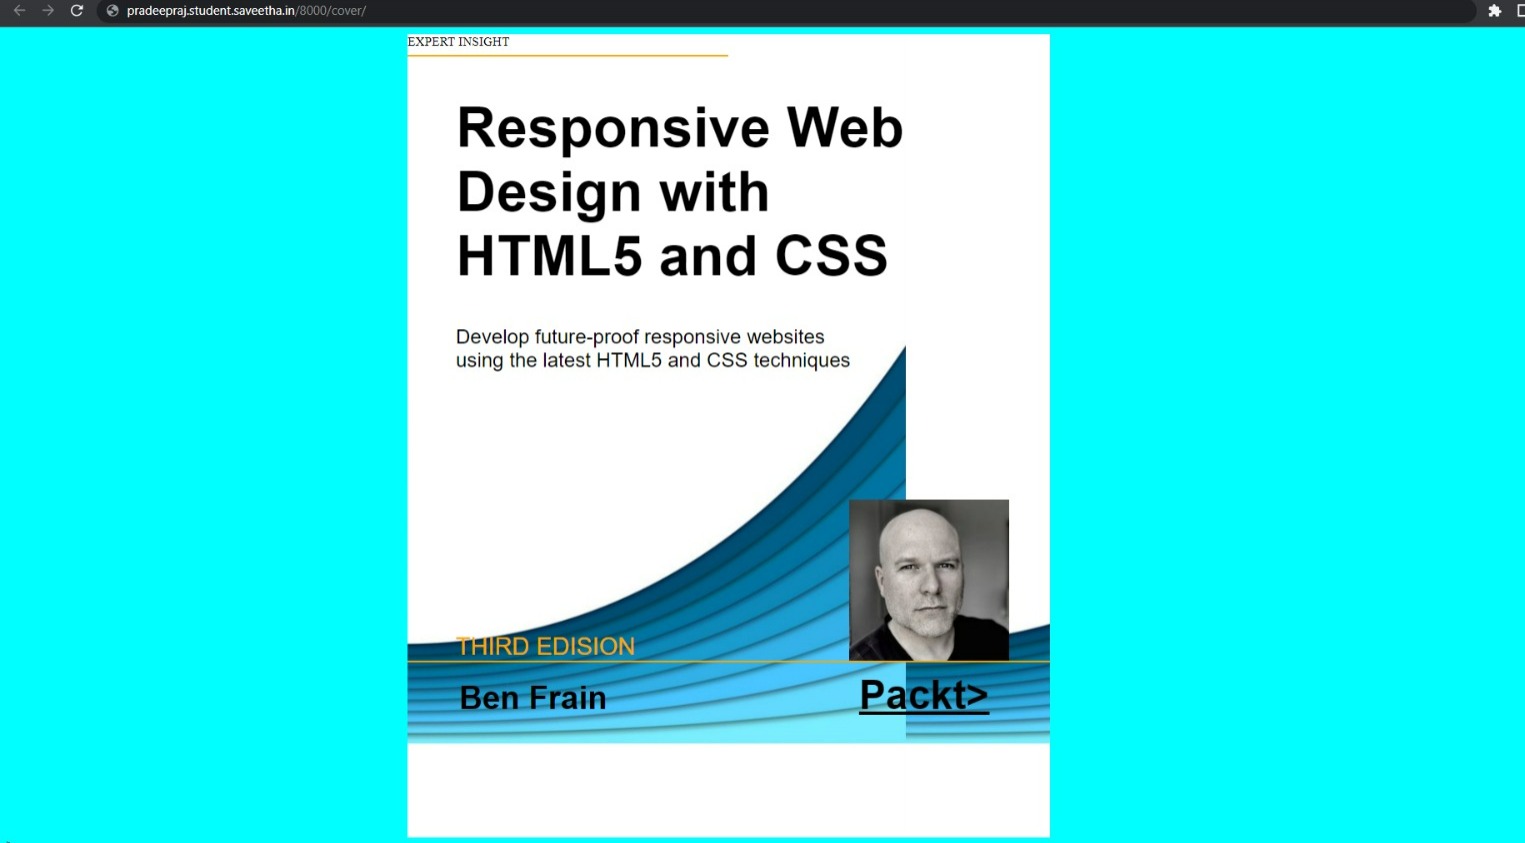 pradeepraj.student.saveetha.in/8000/cover/
EXPERT INSIGHT
Responsive Web
Design with
HTML5 and CSS
Develop future-proof responsive websites
using the latest HTML5 and CSS techniques
THIRD EDISION
Ben Frain
Packt>